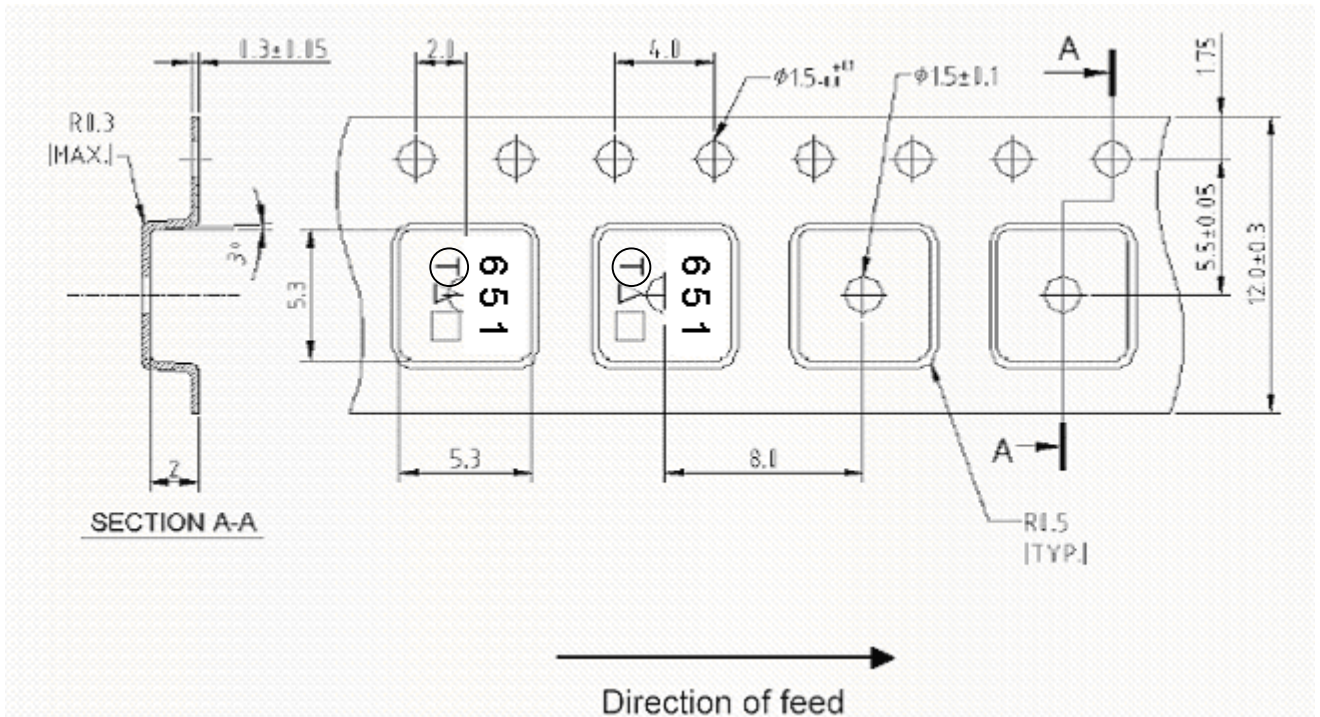 0.3±0.05
2.0
4.0
ϕ1.5
ϕ1.5±0.1
A
1.75
R0.3
(MAX.)
3°
5.3
T 651
T 651
5.5±0.05
12.0±0.3
2
5.3
8.0
A
SECTION A-A
R0.5
(TYP.)
Direction of feed